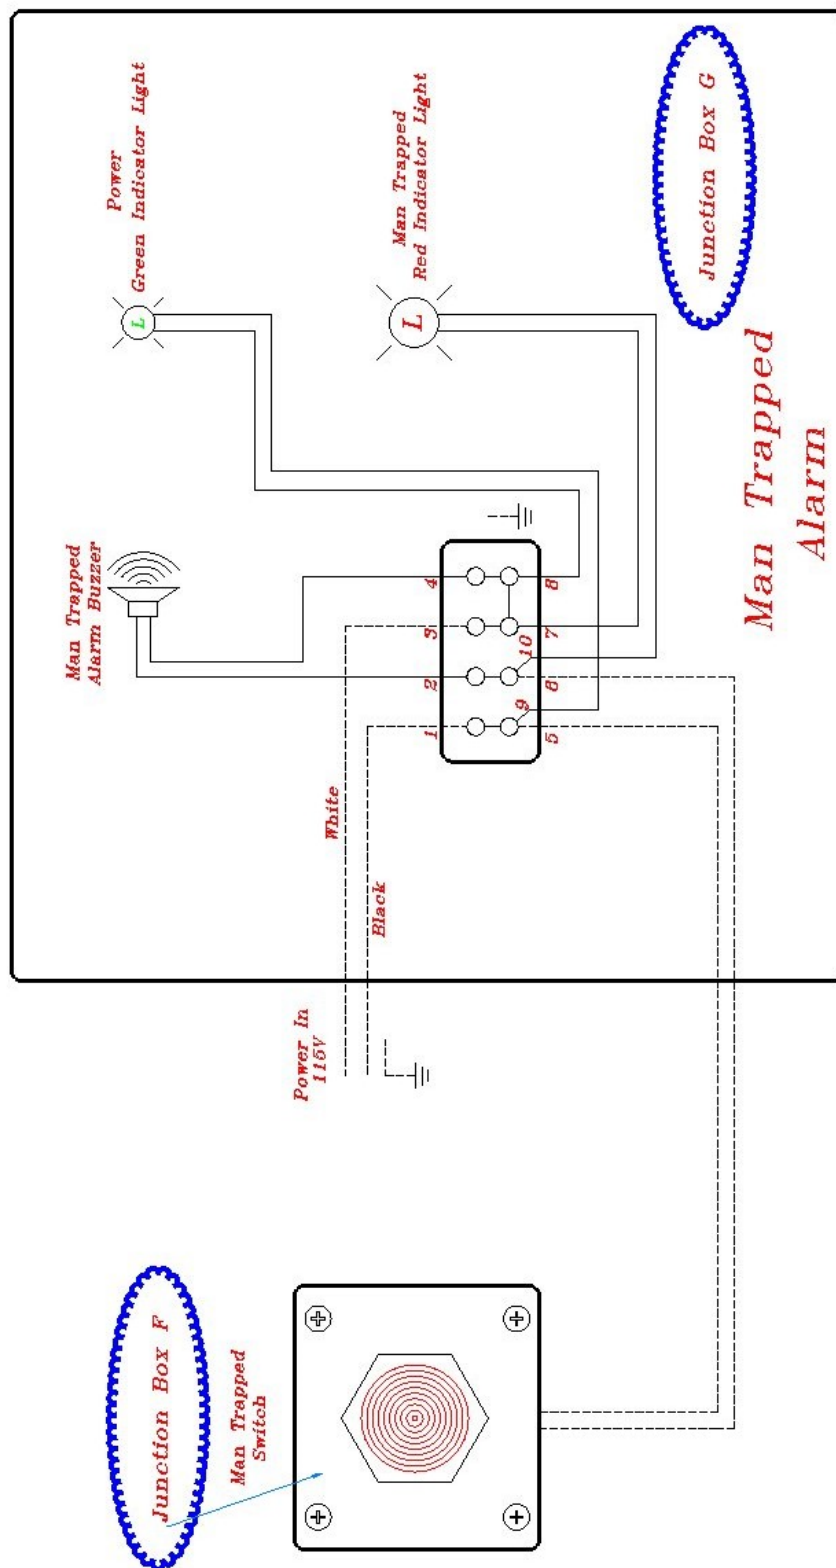 Junction Box F
Man Trapped
Switch
Power In
115V
White
Black
Man Trapped
Alarm Buzzer
Power
Green Indicator Light
L
Man Trapped
Red Indicator Light
L
1 2 3 4
9 10
5 6 7 8
Junction Box G
Man Trapped
Alarm